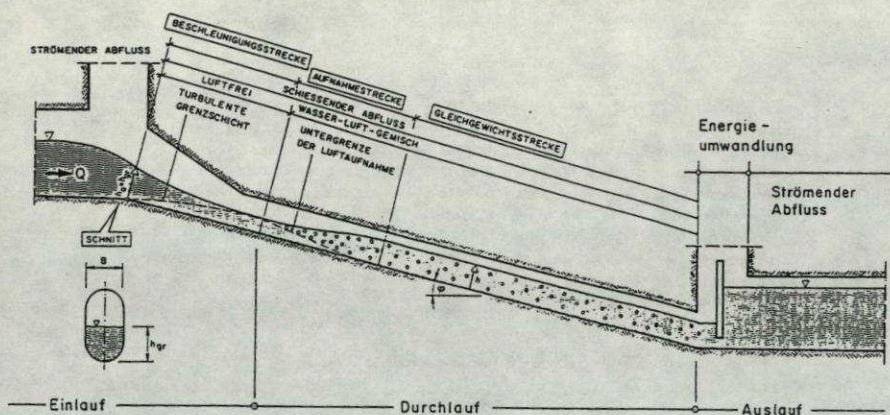 BESCHLEUNIGUNGSSTRECKE
STRÖMENDER ABFLUSS
AUFNAHMESTRECKE
LUFTFREI
SCHIESSENDER ABFLUSS
GLEICHGEWICHTSSTRECKE
TURBULENTE
GRENZSCHICHT
WASSER-LUFT-GEMISCH
UNTERGRENZE
DER LUFTAUFNAHME
Energie-
umwandlung
Strömender
Abfluss
Q
SCHNITT
B
h
φ
hgr
Einlauf
Durchlauf
Auslauf